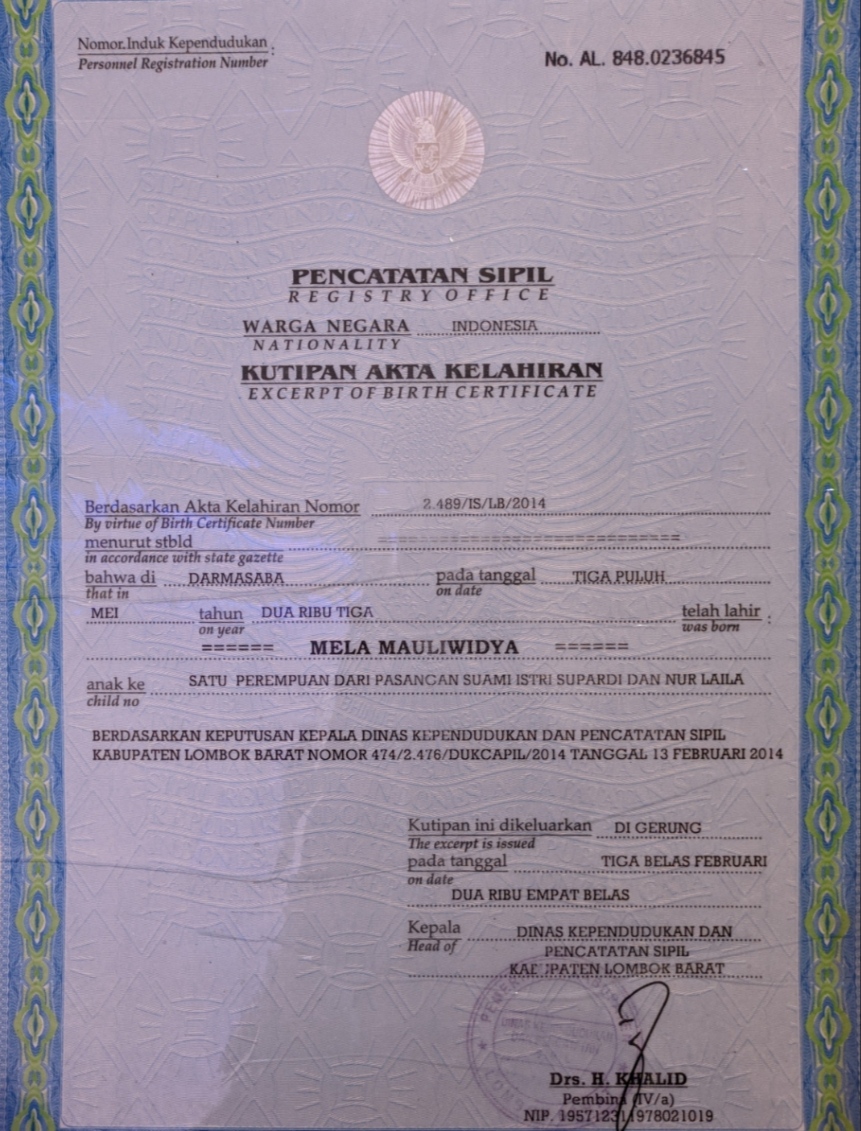 Nomor.Induk Kependudukan :
Personnel Registration Number
No. AL. 848.0236845
PENCATATAN SIPIL
REGISTRY OFFICE
WARGA NEGARA INDONESIA
NATIONALITY
KUTIPAN AKTA KELAHIRAN
EXCERPT OF BIRTH CERTIFICATE
Berdasarkan Akta Kelahiran Nomor 2.489/IS/LB/2014
By virtue of Birth Certificate Number
menurut stbld ==============================
in accordance with state gazette
bahwa di DARMASABA pada tanggal TIGA PULUH
that in on date
MEI tahun DUA RIBU TIGA telah lahir :
on year was born
====== MELA MAULIWIDYA ======
anak ke SATU PEREMPUAN DARI PASANGAN SUAMI ISTRI SUPARDI DAN NUR LAILA
child no
BERDASARKAN KEPUTUSAN KEPALA DINAS KEPENDUDUKAN DAN PENCATATAN SIPIL
KABUPATEN LOMBOK BARAT NOMOR 474/2.476/DUKCAPIL/2014 TANGGAL 13 FEBRUARI 2014
Kutipan ini dikeluarkan DI GERUNG
The excerpt is issued
pada tanggal TIGA BELAS FEBRUARI
on date
DUA RIBU EMPAT BELAS
Kepala DINAS KEPENDUDUKAN DAN
Head of PENCATATAN SIPIL
KABUPATEN LOMBOK BARAT
Drs. H. KHALID
Pembina (IV/a)
NIP. 195712311978021019